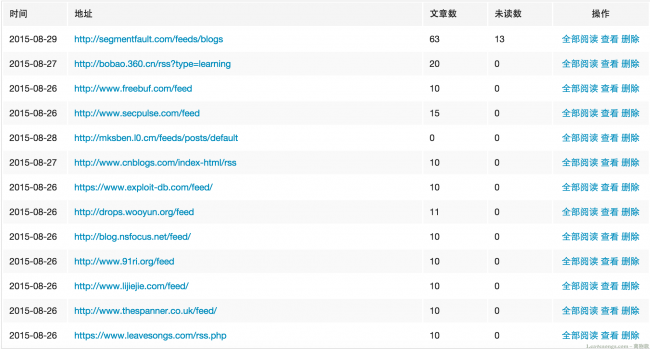 时间 地址 文章数 未读数 操作
2015-08-29 http://segmentfault.com/feeds/blogs 63 13 全部阅读 查看 删除
2015-08-27 http://bobao.360.cn/rss?type=learning 20 0 全部阅读 查看 删除
2015-08-26 http://www.freebuf.com/feed 10 0 全部阅读 查看 删除
2015-08-26 http://www.secpulse.com/feed 15 0 全部阅读 查看 删除
2015-08-28 http://mksben.l0.cm/feeds/posts/default 0 0 全部阅读 查看 删除
2015-08-27 http://www.cnblogs.com/index-html/rss 10 0 全部阅读 查看 删除
2015-08-26 https://www.exploit-db.com/feed/ 10 0 全部阅读 查看 删除
2015-08-26 http://drops.wooyun.org/feed 11 0 全部阅读 查看 删除
2015-08-26 http://blog.nsfocus.net/feed/ 10 0 全部阅读 查看 删除
2015-08-26 http://www.91ri.org/feed 10 0 全部阅读 查看 删除
2015-08-26 http://www.lijiejie.com/feed/ 10 0 全部阅读 查看 删除
2015-08-26 http://www.thespanner.co.uk/feed/ 10 0 全部阅读 查看 删除
2015-08-26 https://www.leavesongs.com/rss.php 10 0 全部阅读 查看 删除